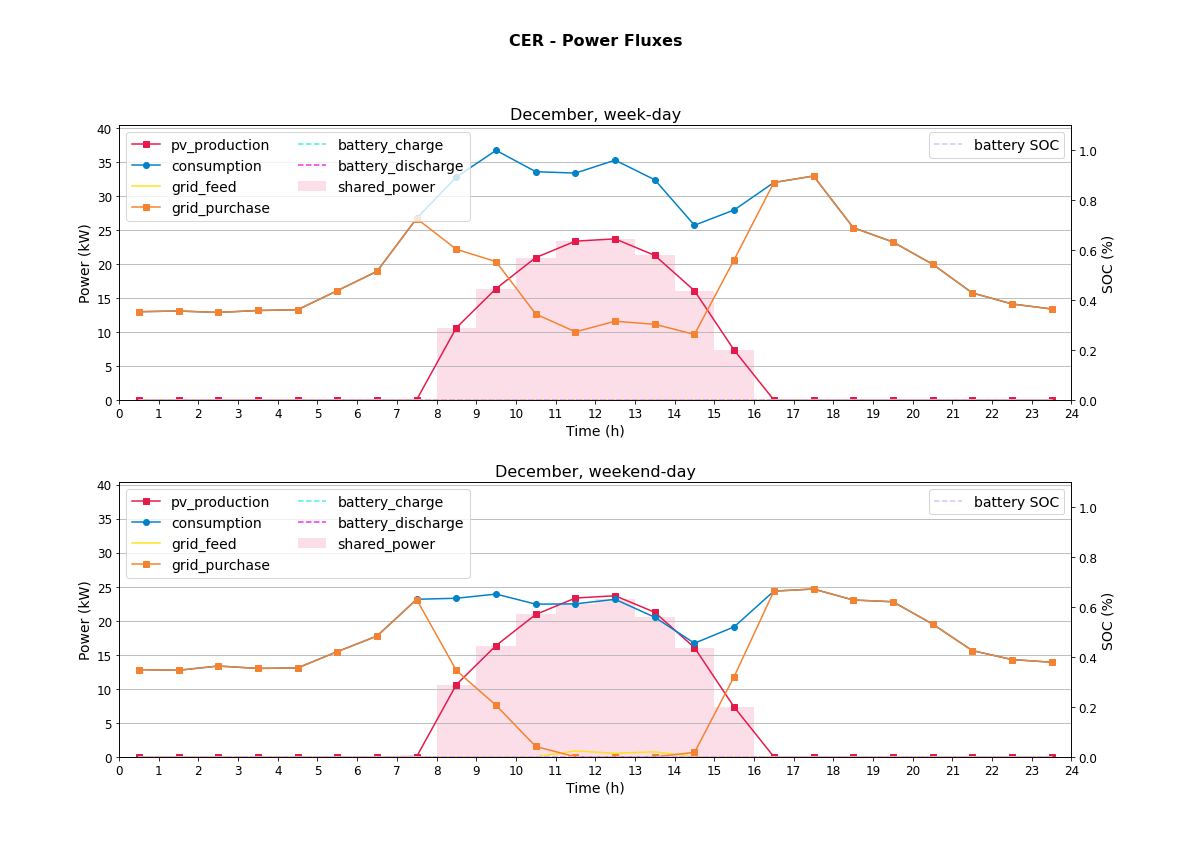 CER - Power Fluxes
December, week-day
pv_production
consumption
grid_feed
grid_purchase
battery_charge
battery_discharge
shared_power
battery SOC
Power (kW)
40
35
30
25
20
15
10
5
0
SOC (%)
1.0
0.8
0.6
0.4
0.2
0.0
0 1 2 3 4 5 6 7 8 9 10 11 12 13 14 15 16 17 18 19 20 21 22 23 24
Time (h)
December, weekend-day
pv_production
consumption
grid_feed
grid_purchase
battery_charge
battery_discharge
shared_power
battery SOC
Power (kW)
40
35
30
25
20
15
10
5
0
SOC (%)
1.0
0.8
0.6
0.4
0.2
0.0
0 1 2 3 4 5 6 7 8 9 10 11 12 13 14 15 16 17 18 19 20 21 22 23 24
Time (h)